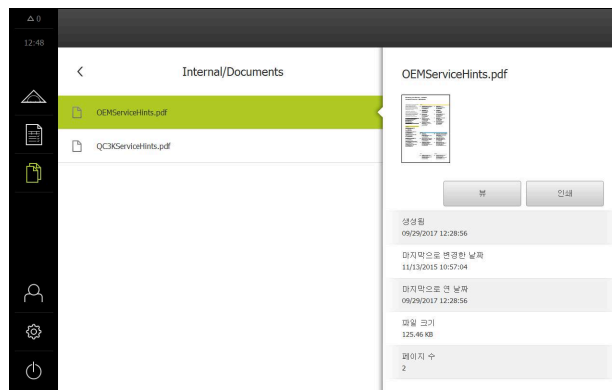 △ 0
12:48
Internal/Documents
OEMServiceHints.pdf
QC3KServiceHints.pdf
OEMServiceHints.pdf
뷰
인쇄
생성됨
09/29/2017 12:28:56
마지막으로 변경한 날짜
11/13/2015 10:57:04
마지막으로 연 날짜
09/29/2017 12:28:56
파일 크기
125.46 KB
페이지 수
2